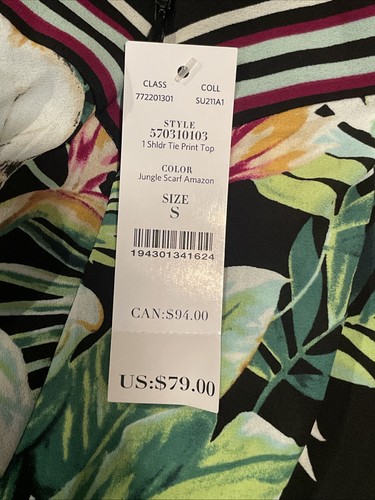 CLASS COLL
772201301 SU211A1
STYLE
570310103
1 Shldr Tie Print Top
COLOR
Jungle Scarf Amazon
SIZE
S
194301341624
CAN:$94.00
US:$79.00